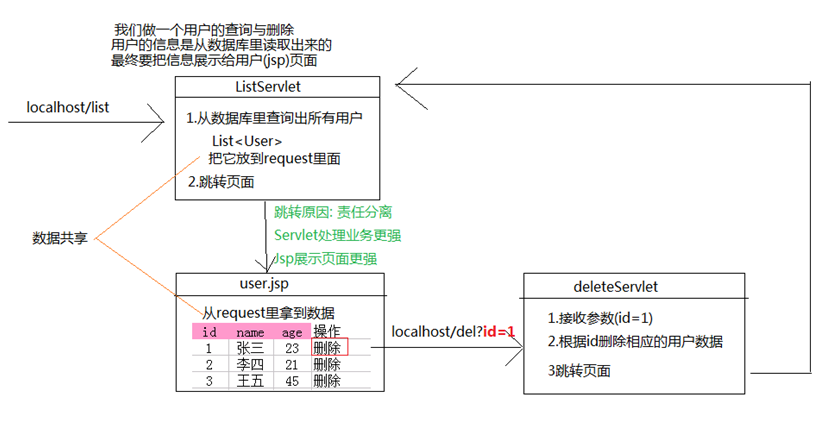 我们做一个用户的查询与删除
用户的信息是从数据库里读取出来的
最终要把信息展示给用户(jsp)页面
ListServlet
localhost/list
1.从数据库里查询出所有用户
List<User>
把它放到request里面
2.跳转页面
跳转原因: 责任分离
Servlet处理业务更强
Jsp展示页面更强
数据共享
user.jsp
从request里拿到数据
id name age 操作
1 张三 23 删除
2 李四 21 删除
3 王五 45 删除
localhost/del?id=1
deleteServlet
1.接收参数(id=1)
2.根据id删除相应的用户数据
3跳转页面